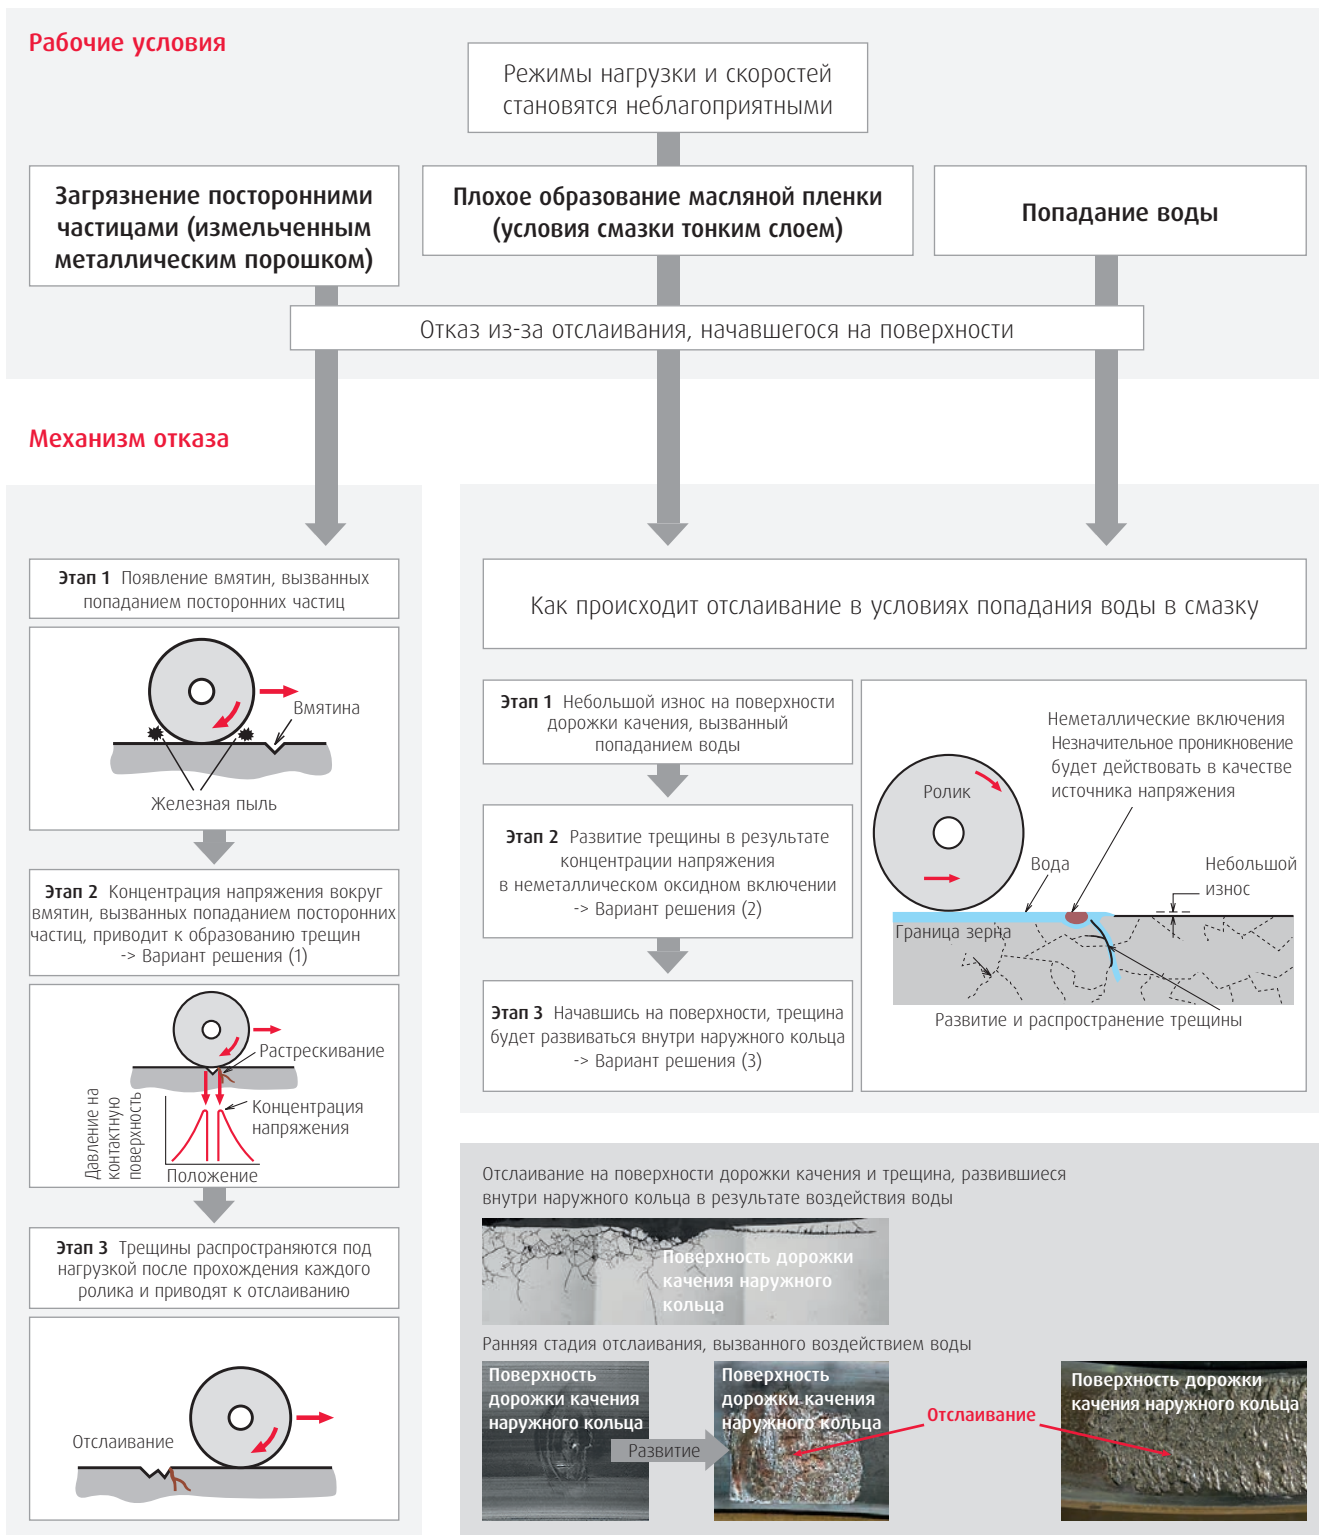 Рабочие условия
Режимы нагрузки и скоростей
становятся неблагоприятными
Загрязнение посторонними
частицами (измельченным
металлическим порошком)
Плохое образование масляной пленки
(условия смазки тонким слоем)
Попадание воды
Отказ из-за отслаивания, начавшегося на поверхности
Механизм отказа
Этап 1 Появление вмятин, вызванных
попаданием посторонних частиц
Вмятина
Железная пыль
Этап 2 Концентрация напряжения вокруг
вмятин, вызванных попаданием посторонних
частиц, приводит к образованию трещин
-> Вариант решения (1)
Растрескивание
Концентрация
напряжения
Давление на
контактную
поверхность
Положение
Этап 3 Трещины распространяются под
нагрузкой после прохождения каждого
ролика и приводят к отслаиванию
Отслаивание
Как происходит отслаивание в условиях попадания воды в смазку
Этап 1 Небольшой износ на поверхности
дорожки качения, вызванный
попаданием воды
Этап 2 Развитие трещины в результате
концентрации напряжения
в неметаллическом оксидном включении
-> Вариант решения (2)
Этап 3 Начавшись на поверхности, трещина
будет развиваться внутри наружного кольца
-> Вариант решения (3)
Неметаллические включения
Незначительное проникновение
будет действовать в качестве
источника напряжения
Ролик
Вода
Небольшой
износ
Граница зерна
Развитие и распространение трещины
Отслаивание на поверхности дорожки качения и трещина, развившиеся
внутри наружного кольца в результате воздействия воды
Поверхность дорожки
качения наружного
кольца
Ранняя стадия отслаивания, вызванного воздействием воды
Поверхность
дорожки качения
наружного кольца
Развитие
Поверхность
дорожки качения
наружного кольца
Отслаивание
Поверхность дорожки
качения наружного кольца